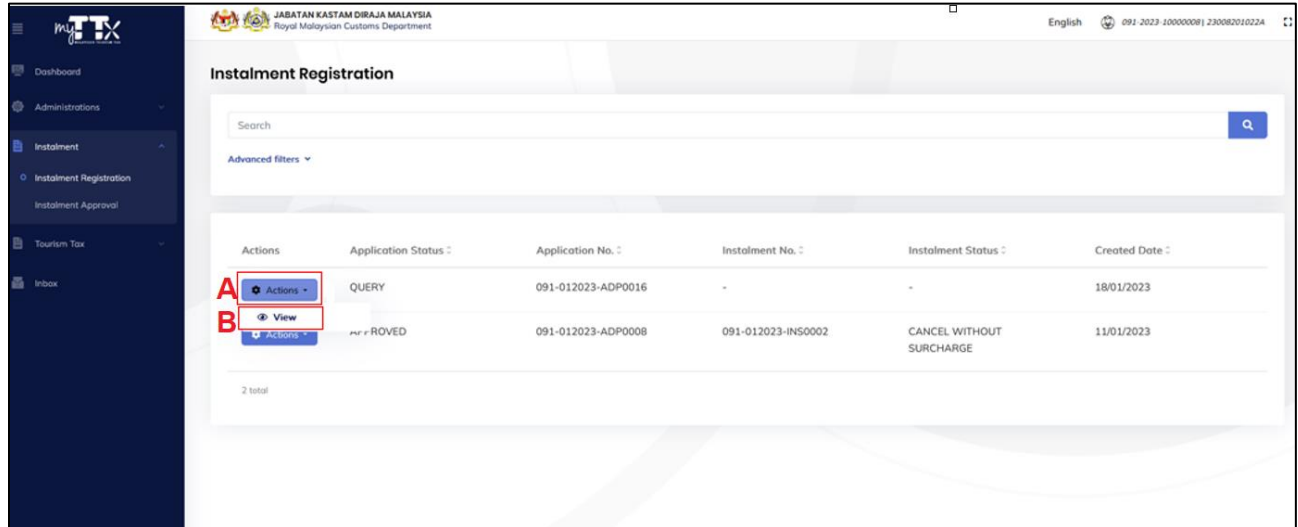 myTTX
JABATAN KASTAM DIRAJA MALAYSIA
Royal Malaysian Customs Department
English
091-2023-10000008| 23008201022A
Dashboard
Administrations
Instalment
Instalment Registration
Instalment Approval
Tourism Tax
Inbox
Instalment Registration
Search
Advanced filters
Actions Application Status Application No. Instalment No. Instalment Status Created Date
A Actions QUERY 091-012023-ADP0016 - - 18/01/2023
B View
Actions APPROVED 091-012023-ADP0008 091-012023-INS0002 CANCEL WITHOUT 11/01/2023
SURCHARGE
2 total